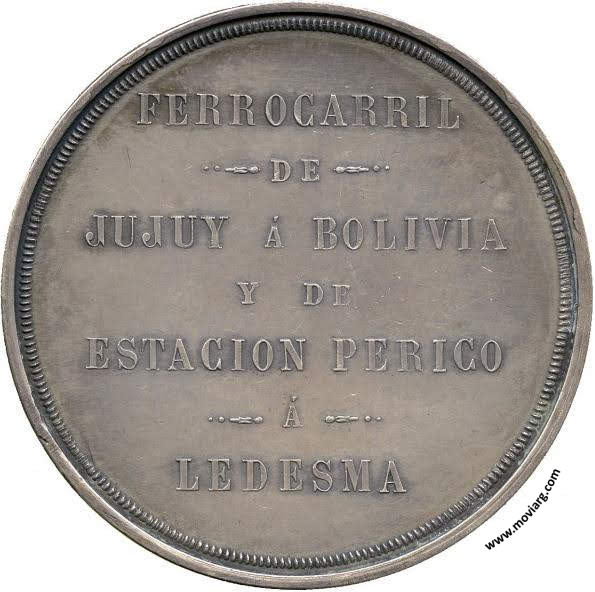 FERROCARRIL
DE
JUJUY Á BOLIVIA
Y DE
ESTACION PERICO
Á
LEDESMA
www.moviarg.com